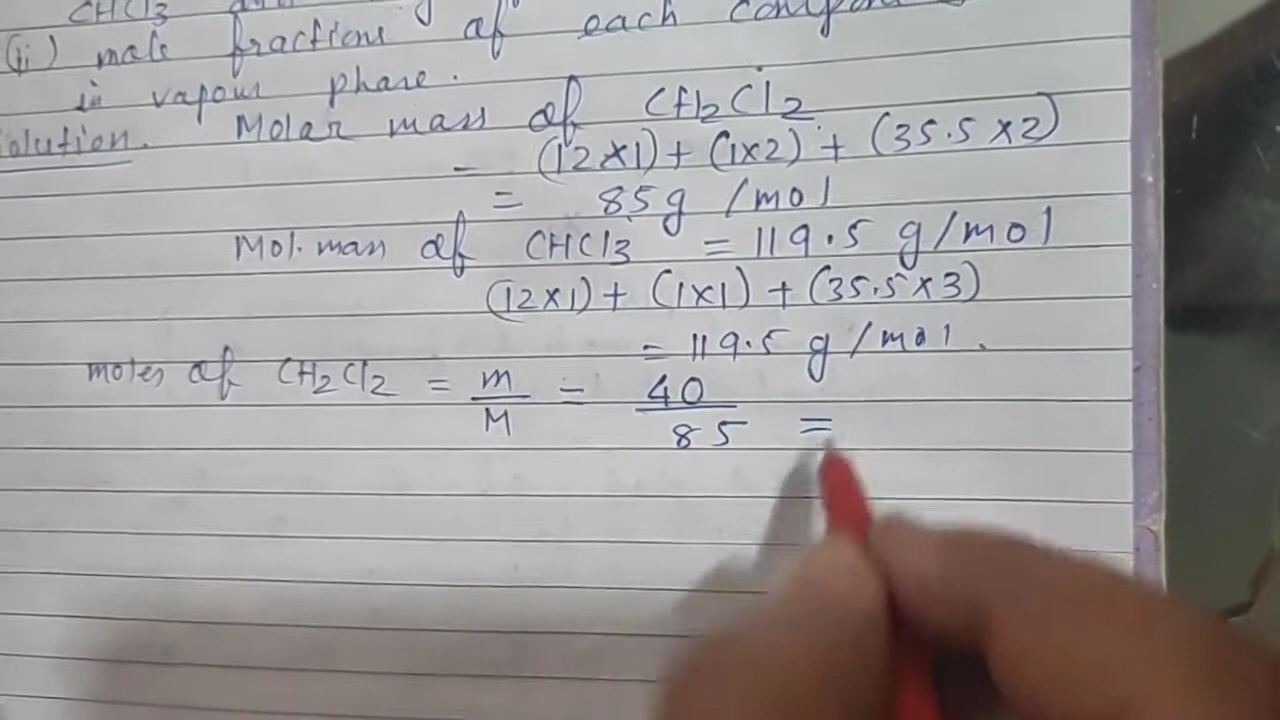 CHCl3
(ii) mole fractions of each
in vapour phase.
olution. Molar mass of CH2Cl2
= (12×1) + (1×2) + (35.5×2)
= 85g /mol
Mol. mass of CHCl3 = 119.5 g/mol
(12×1) + (1×1) + (35.5×3)
= 119.5 g/mol.
moles of CH2Cl2 = m/M = 40/85 =